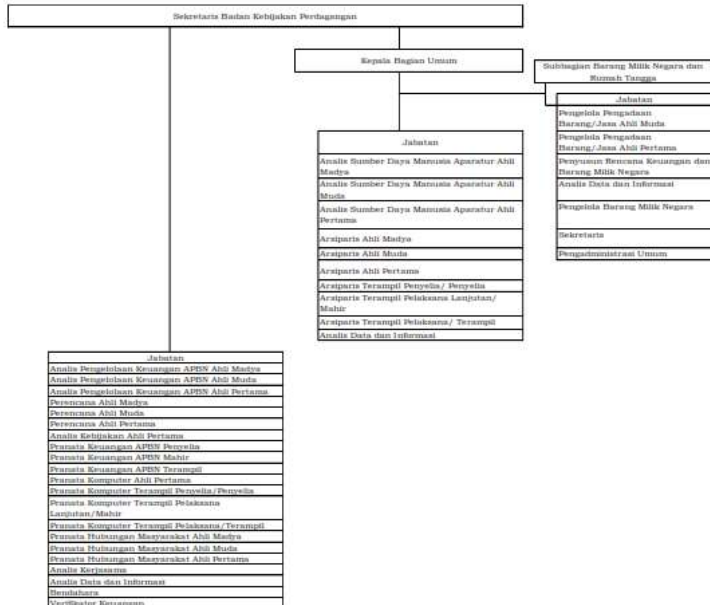 Sekretaris Badan Kebijakan Perdagangan
Kepala Bagian Umum
Subbagian Barang Milik Negara dan
Rumah Tangga
Jabatan
Pengelola Pengadaan
Barang/Jasa Ahli Muda
Pengelola Pengadaan
Barang/Jasa Ahli Pertama
Penyusun Rencana Keuangan dan
Barang Milik Negara
Analis Data dan Informasi
Pengelola Barang Milik Negara
Sekretaris
Pengadministrasi Umum
Jabatan
Analis Sumber Daya Manusia Aparatur Ahli
Madya
Analis Sumber Daya Manusia Aparatur Ahli
Muda
Analis Sumber Daya Manusia Aparatur Ahli
Pertama
Arsiparis Ahli Madya
Arsiparis Ahli Muda
Arsiparis Ahli Pertama
Arsiparis Terampil Penyelia/ Penyelia
Arsiparis Terampil Pelaksana Lanjutan/
Mahir
Arsiparis Terampil Pelaksana/ Terampil
Analis Data dan Informasi
Jabatan
Analis Pengelolaan Keuangan APBN Ahli Madya
Analis Pengelolaan Keuangan APBN Ahli Muda
Analis Pengelolaan Keuangan APBN Ahli Pertama
Perencana Ahli Madya
Perencana Ahli Muda
Perencana Ahli Pertama
Analis Kebijakan Ahli Pertama
Pranata Keuangan APBN Penyelia
Pranata Keuangan APBN Mahir
Pranata Keuangan APBN Terampil
Pranata Komputer Ahli Pertama
Pranata Komputer Terampil Penyelia/Penyelia
Pranata Komputer Terampil Pelaksana
Lanjutan/Mahir
Pranata Komputer Terampil Pelaksana/Terampil
Pranata Hubungan Masyarakat Ahli Madya
Pranata Hubungan Masyarakat Ahli Muda
Pranata Hubungan Masyarakat Ahli Pertama
Analis Kerjasama
Analis Data dan Informasi
Bendahara
Verifikator Keuangan